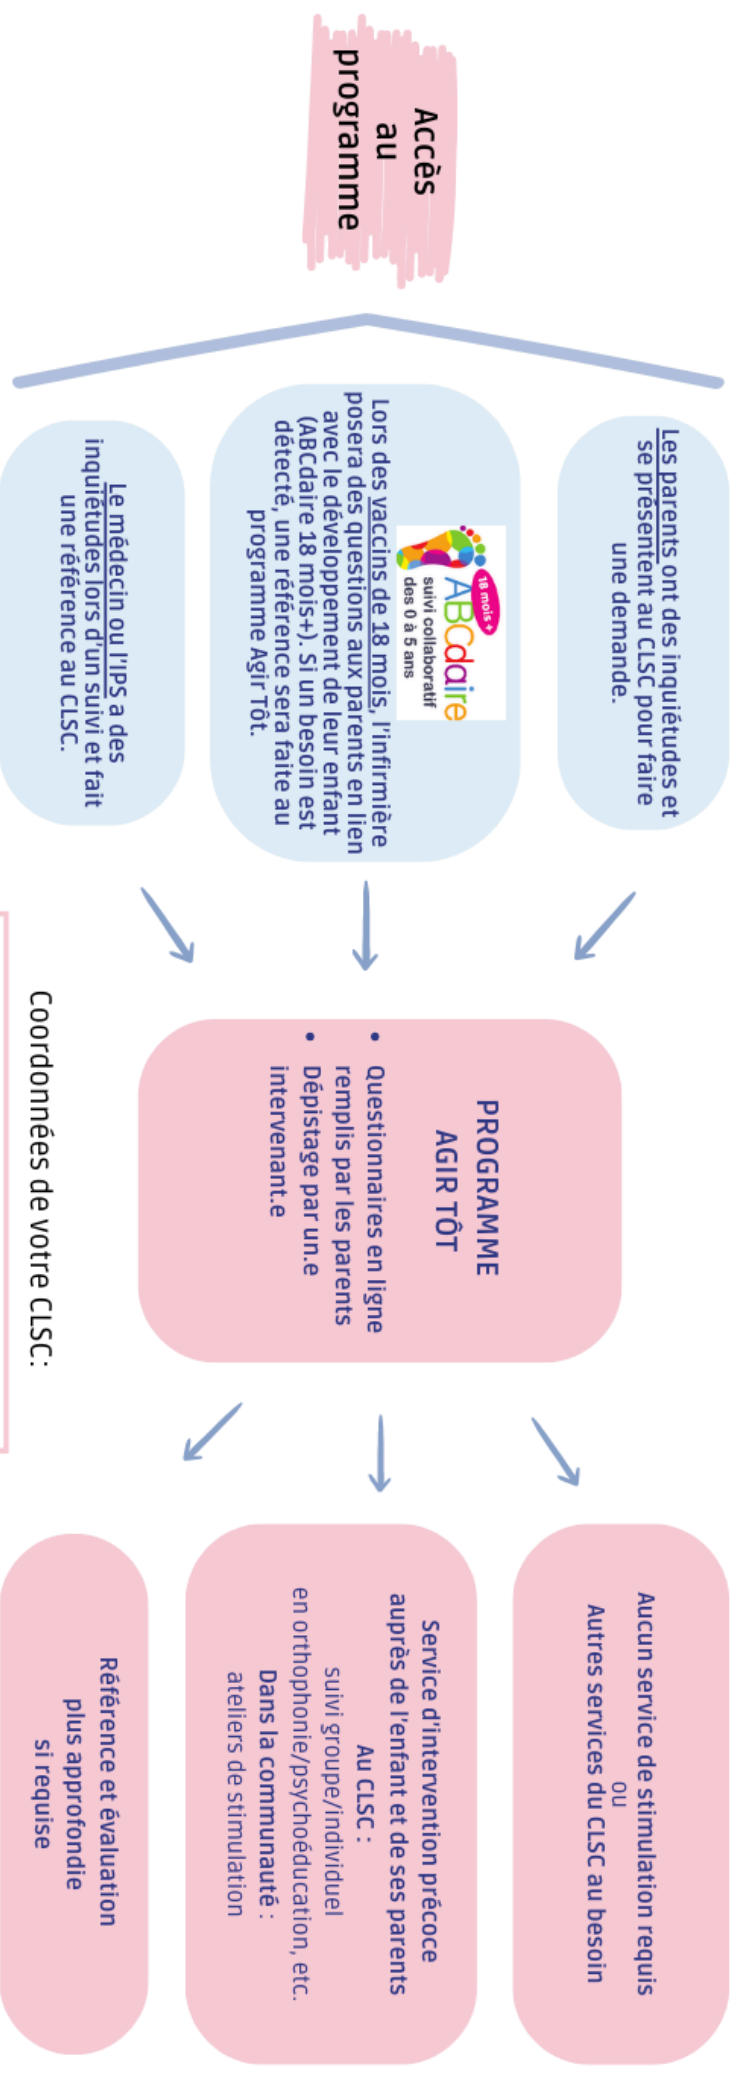 Accès
au
programme
Les parents ont des inquiétudes et
se présentent au CLSC pour faire
une demande.
18 mois +
ABCdaire
suivi collaboratif
des 0 à 5 ans
Lors des vaccins de 18 mois, l'infirmière
posera des questions aux parents en lien
avec le développement de leur enfant
(ABCdaire 18 mois+). Si un besoin est
détecté, une référence sera faite au
programme Agir Tôt.
Le médecin ou l'IPS a des
inquiétudes lors d'un suivi et fait
une référence au CLSC.
PROGRAMME
AGIR TÔT
• Questionnaires en ligne
remplis par les parents
• Dépistage par un.e
intervenant.e
Aucun service de stimulation requis
ou
Autres services du CLSC au besoin
Service d'intervention précoce
auprès de l'enfant et de ses parents
Au CLSC :
suivi groupe/individuel
en orthophonie/psychoéducation, etc.
Dans la communauté :
ateliers de stimulation
Référence et évaluation
plus approfondie
si requise
Coordonnées de votre CLSC: